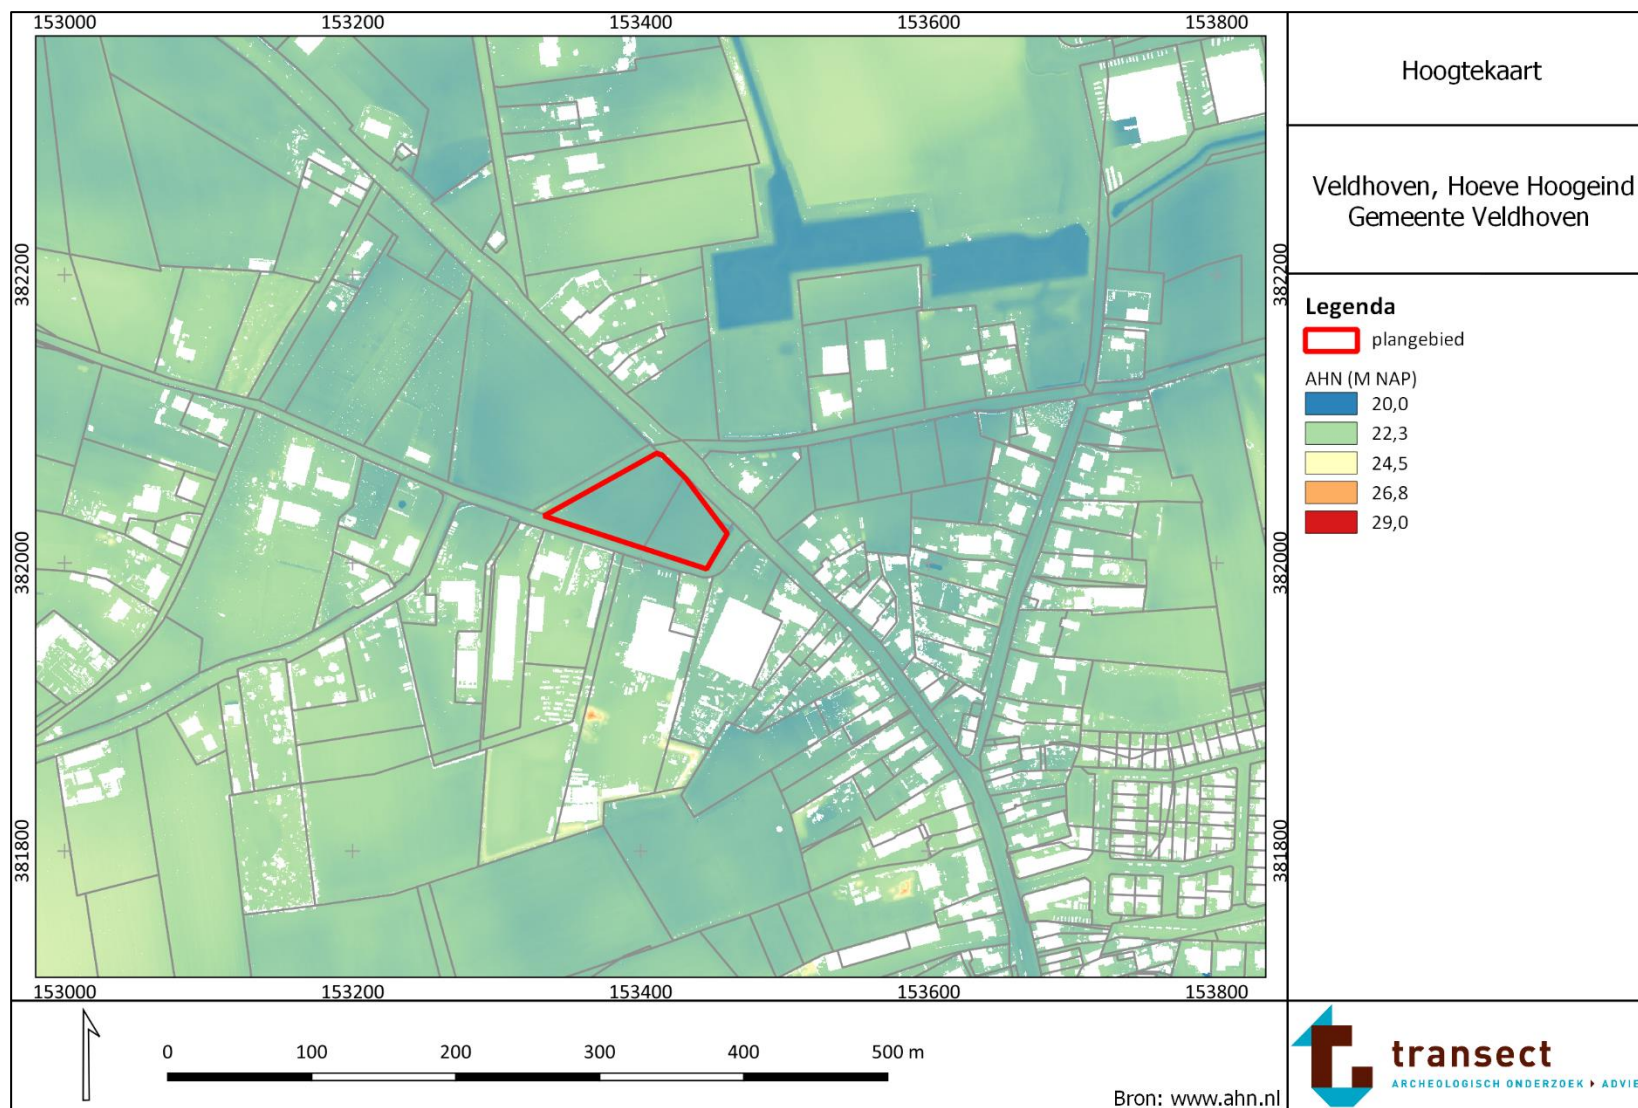 153000 153200 153400 153600 153800
382200 382200
382000 382000
381800 381800
153000 153200 153400 153600 153800
0 100 200 300 400 500 m
Bron: www.ahn.nl
Hoogtekaart
Veldhoven, Hoeve Hoogeind
Gemeente Veldhoven
Legenda
plangebied
AHN (M NAP)
20,0
22,3
24,5
26,8
29,0
transect
ARCHEOLOGISCH ONDERZOEK ADVIE